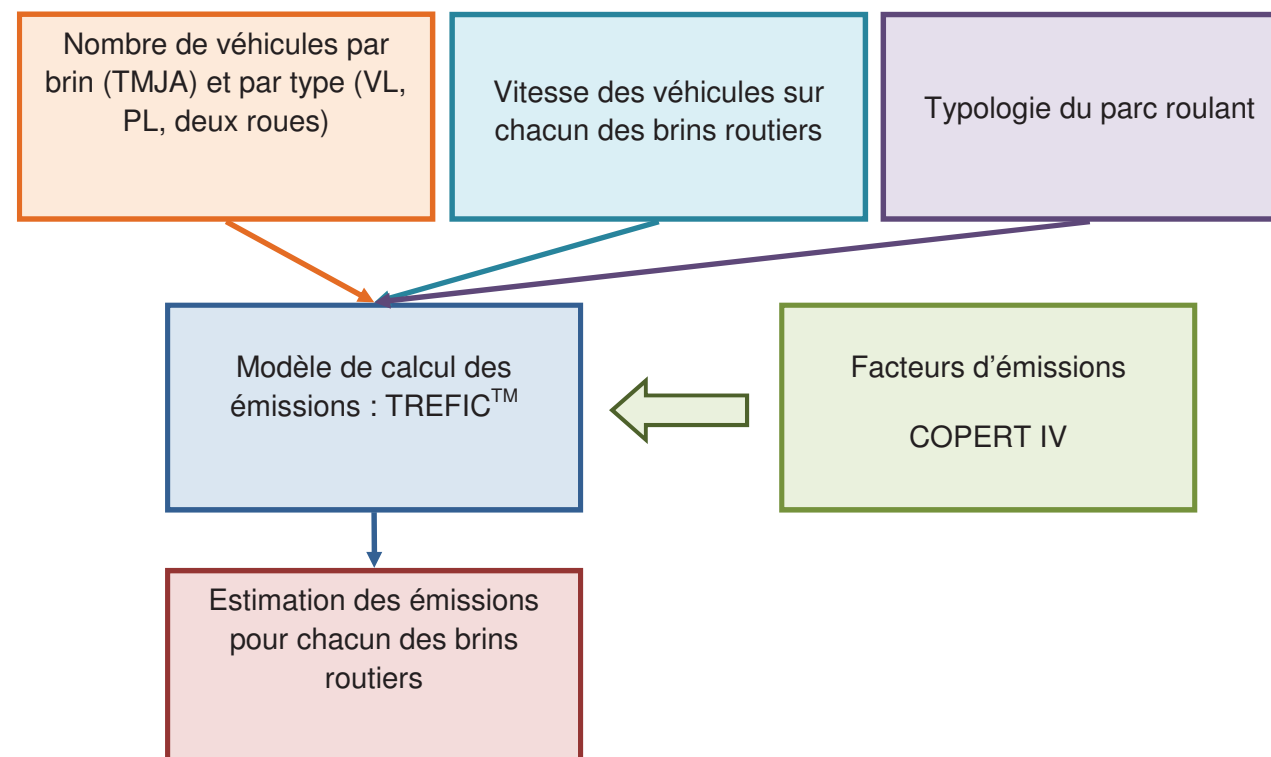 Nombre de véhicules par
brin (TMJA) et par type (VL,
PL, deux roues)
Vitesse des véhicules sur
chacun des brins routiers
Typologie du parc roulant
Modèle de calcul des
émissions : TREFIC™
Facteurs d'émissions
COPERT IV
Estimation des émissions
pour chacun des brins
routiers